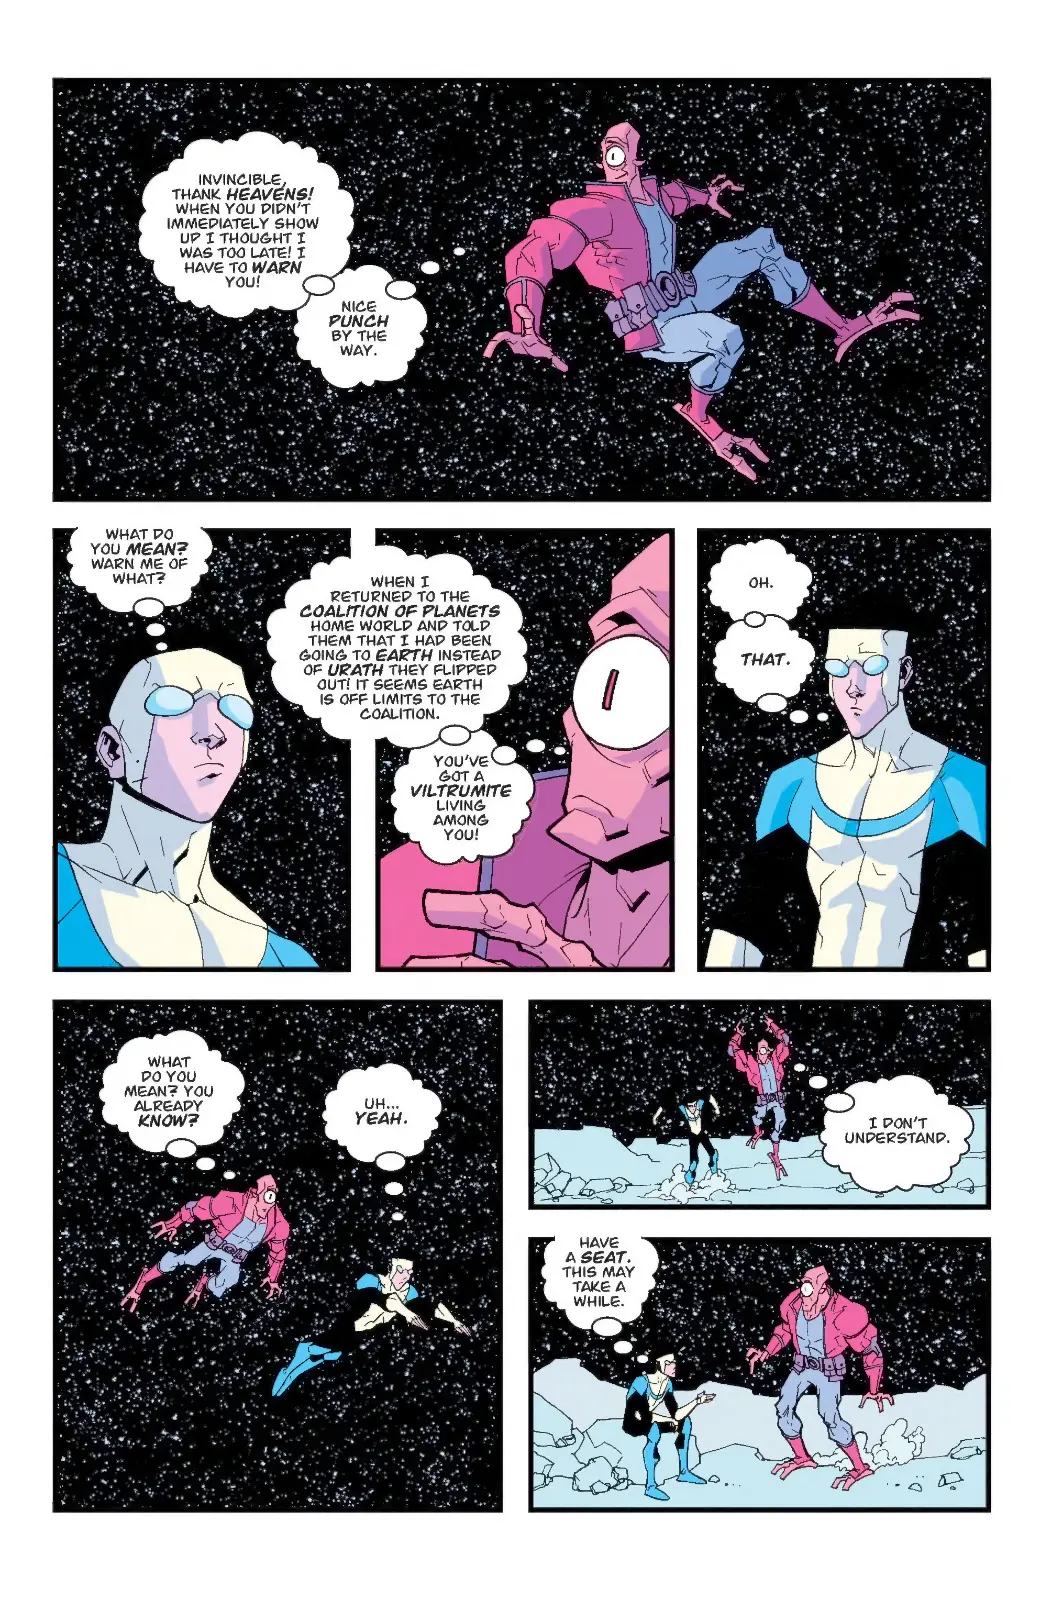 INVINCIBLE,
THANK HEAVENS!
WHEN YOU DIDN'T
IMMEDIATELY SHOW
UP I THOUGHT I
WAS TOO LATE! I
HAVE TO WARN
YOU!
NICE
PUNCH
BY THE
WAY.
WHAT DO
YOU MEAN?
WARN ME OF
WHAT?
WHEN I
RETURNED TO THE
COALITION OF PLANETS
HOME WORLD AND TOLD
THEM THAT I HAD BEEN
GOING TO EARTH INSTEAD
OF URATH THEY FLIPPED
OUT! IT SEEMS EARTH
IS OFF LIMITS TO THE
COALITION.
YOU'VE
GOT A
VILTRUMITE
LIVING
AMONG
YOU!
OH.
THAT.
WHAT
DO YOU
MEAN? YOU
ALREADY
KNOW?
UH...
YEAH.
I DON'T
UNDERSTAND.
HAVE
A SEAT.
THIS MAY
TAKE A
WHILE.